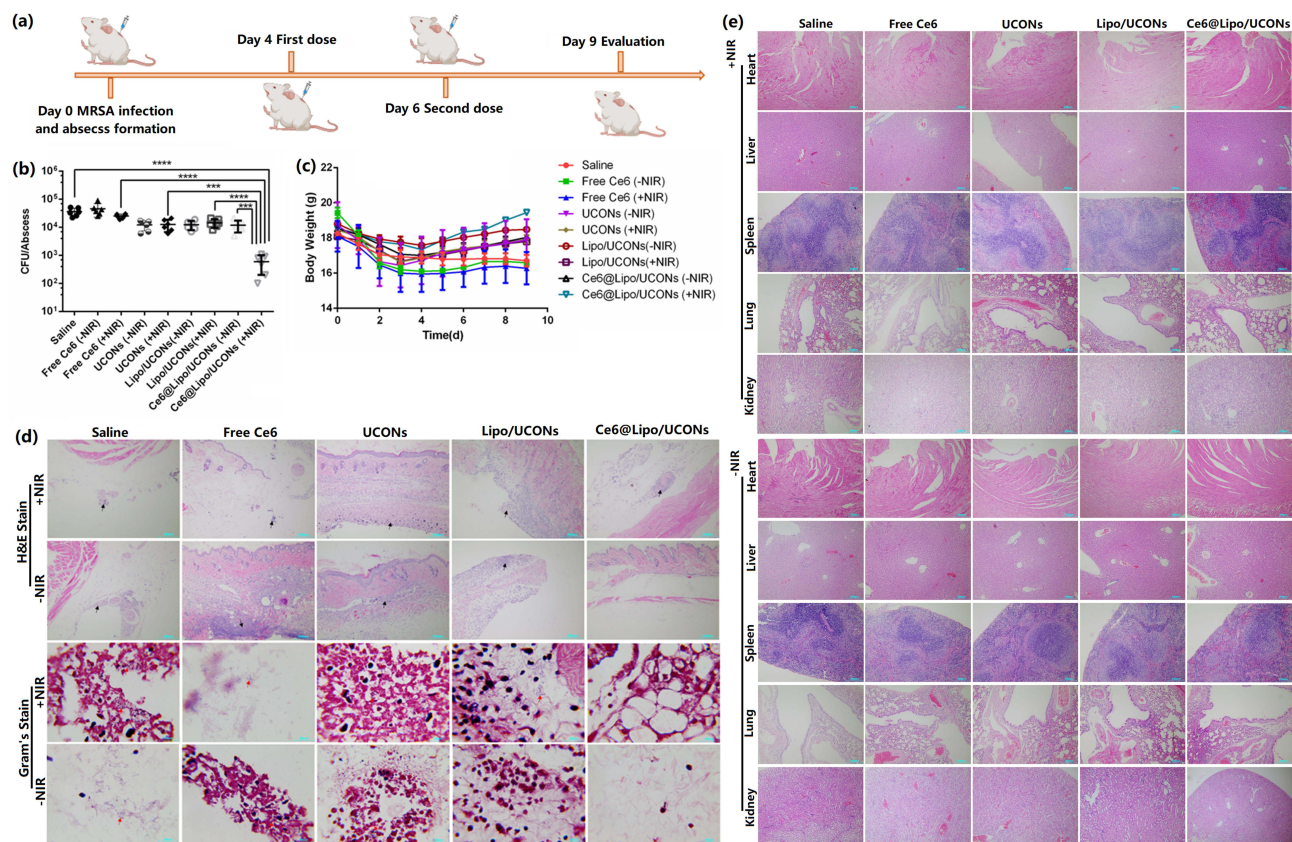 (a)
Day 4 First dose
Day 9 Evaluation
Day 0 MRSA infection
and absecss formation
Day 6 Second dose
(b)
CFU/Abscess
10⁶
10⁵
10⁴
10³
10²
10¹
****
****
***
****
***
Saline
Free Ce6 (-NIR)
Free Ce6 (+NIR)
UCONs (-NIR)
UCONs (+NIR)
Lipo/UCONs(-NIR)
Lipo/UCONs(+NIR)
Ce6@Lipo/UCONs (-NIR)
Ce6@Lipo/UCONs (+NIR)
(c)
Body Weight (g)
22
20
18
16
14
0 2 4 6 8 10
Time(d)
Saline
Free Ce6 (-NIR)
Free Ce6 (+NIR)
UCONs (-NIR)
UCONs (+NIR)
Lipo/UCONs(-NIR)
Lipo/UCONs(+NIR)
Ce6@Lipo/UCONs (-NIR)
Ce6@Lipo/UCONs (+NIR)
(d)
Saline Free Ce6 UCONs Lipo/UCONs Ce6@Lipo/UCONs
H&E Stain
+NIR
-NIR
Gram's Stain
+NIR
-NIR
(e)
Saline Free Ce6 UCONs Lipo/UCONs Ce6@Lipo/UCONs
+NIR
Heart
Liver
Spleen
Lung
Kidney
-NIR
Heart
Liver
Spleen
Lung
Kidney